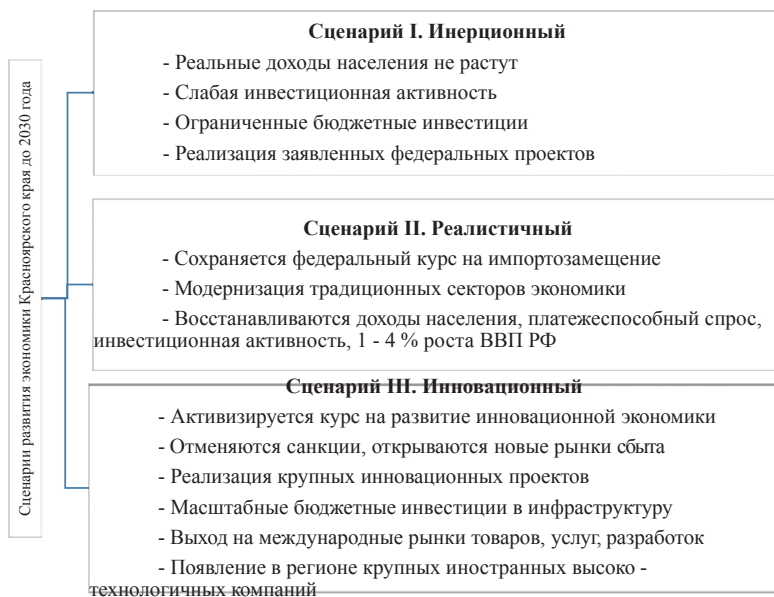 Сценарии развития экономики Красноярского края до 2030 года
Сценарий I. Инерционный
- Реальные доходы населения не растут
- Слабая инвестиционная активность
- Ограниченные бюджетные инвестиции
- Реализация заявленных федеральных проектов
Сценарий II. Реалистичный
- Сохраняется федеральный курс на импортозамещение
- Модернизация традиционных секторов экономики
- Восстанавливаются доходы населения, платежеспособный спрос,
инвестиционная активность, 1 - 4 % роста ВВП РФ
Сценарий III. Инновационный
- Активизируется курс на развитие инновационной экономики
- Отменяются санкции, открываются новые рынки сбыта
- Реализация крупных инновационных проектов
- Масштабные бюджетные инвестиции в инфраструктуру
- Выход на международные рынки товаров, услуг, разработок
- Появление в регионе крупных иностранных высоко -
технологичных компаний